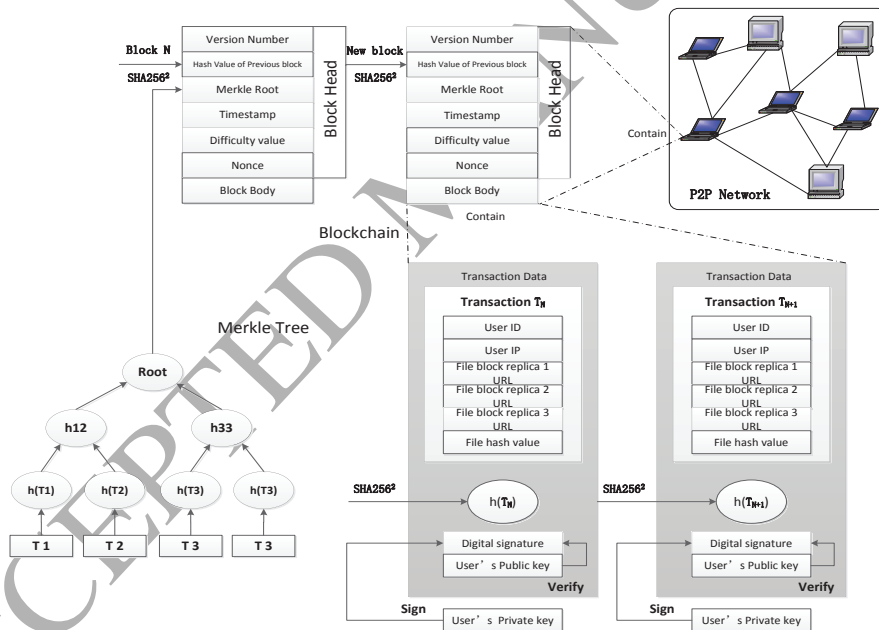 Block N
SHA256²
Version Number
Hash Value of Previous block
Merkle Root
Timestamp
Difficulty value
Nonce
Block Body
Block Head
New block
SHA256²
Version Number
Hash Value of Previous block
Merkle Root
Timestamp
Difficulty value
Nonce
Block Body
Block Head
Contain
P2P Network
Contain
Blockchain
Merkle Tree
Root
h12
h33
h(T1)
h(T2)
h(T3)
h(T3)
T 1
T 2
T 3
T 3
Transaction Data
Transaction T_N
User ID
User IP
File block replica 1
URL
File block replica 2
URL
File block replica 3
URL
File hash value
SHA256²
h(T_N)
Digital signature
User's Public key
Verify
Sign
User's Private key
Transaction Data
Transaction T_N+1
User ID
User IP
File block replica 1
URL
File block replica 2
URL
File block replica 3
URL
File hash value
SHA256²
h(T_N+1)
Digital signature
User's Public key
Verify
Sign
User's Private key